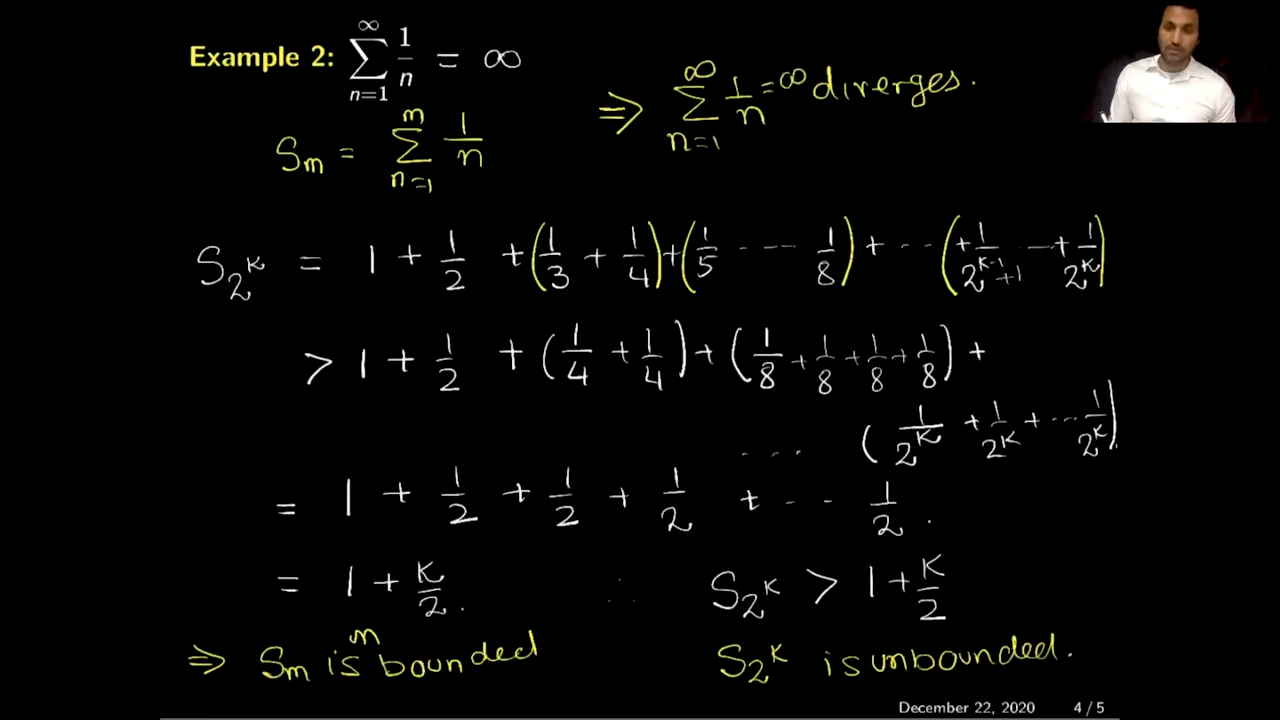 Example 2: ∑_{n=1}^{∞} 1/n = ∞
⇒ ∑_{n=1}^{∞} 1/n = ∞ diverges.
S_m = ∑_{n=1}^{m} 1/n
S_{2^k} = 1 + 1/2 + (1/3 + 1/4) + (1/5 ⋯ 1/8) + ⋯ (+ 1/(2^{k-1}+1) ⋯ + 1/2^k)
> 1 + 1/2 + (1/4 + 1/4) + (1/8 + 1/8 + 1/8 + 1/8) +
⋯ (1/2^k + 1/2^k + ⋯ 1/2^k)
= 1 + 1/2 + 1/2 + 1/2 + ⋯ 1/2.
= 1 + k/2. ∴ S_{2^k} > 1 + k/2
⇒ S_m is ᵐbounded S_{2^k} is unbounded.
December 22, 2020 4 / 5